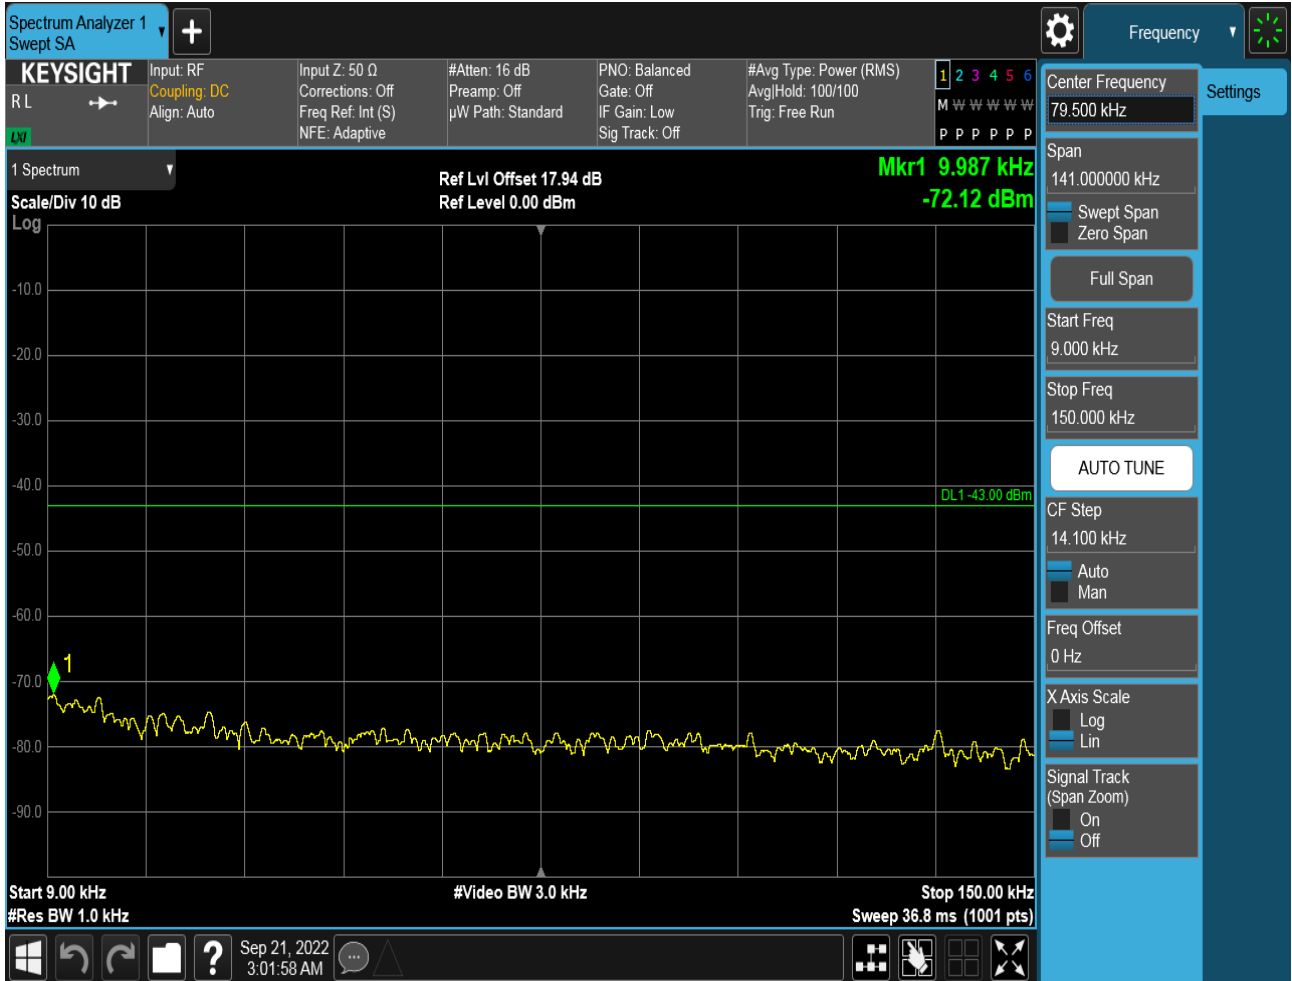 Spectrum Analyzer 1
Swept SA
+
Frequency
KEYSIGHT
R L
LXI
Input: RF
Coupling: DC
Align: Auto
Input Z: 50 Ω
Corrections: Off
Freq Ref: Int (S)
NFE: Adaptive
#Atten: 16 dB
Preamp: Off
µW Path: Standard
PNO: Balanced
Gate: Off
IF Gain: Low
Sig Track: Off
#Avg Type: Power (RMS)
Avg|Hold: 100/100
Trig: Free Run
1 2 3 4 5 6
M W W W W W
P P P P P P
1 Spectrum
Scale/Div 10 dB
Log
Ref Lvl Offset 17.94 dB
Ref Level 0.00 dBm
Mkr1 9.987 kHz
-72.12 dBm
-10.0
-20.0
-30.0
-40.0
DL1 -43.00 dBm
-50.0
-60.0
1
-70.0
-80.0
-90.0
Start 9.00 kHz
#Video BW 3.0 kHz
Stop 150.00 kHz
#Res BW 1.0 kHz
Sweep 36.8 ms (1001 pts)
?
Sep 21, 2022
3:01:58 AM
Center Frequency
79.500 kHz
Settings
Span
141.000000 kHz
Swept Span
Zero Span
Full Span
Start Freq
9.000 kHz
Stop Freq
150.000 kHz
AUTO TUNE
CF Step
14.100 kHz
Auto
Man
Freq Offset
0 Hz
X Axis Scale
Log
Lin
Signal Track
(Span Zoom)
On
Off